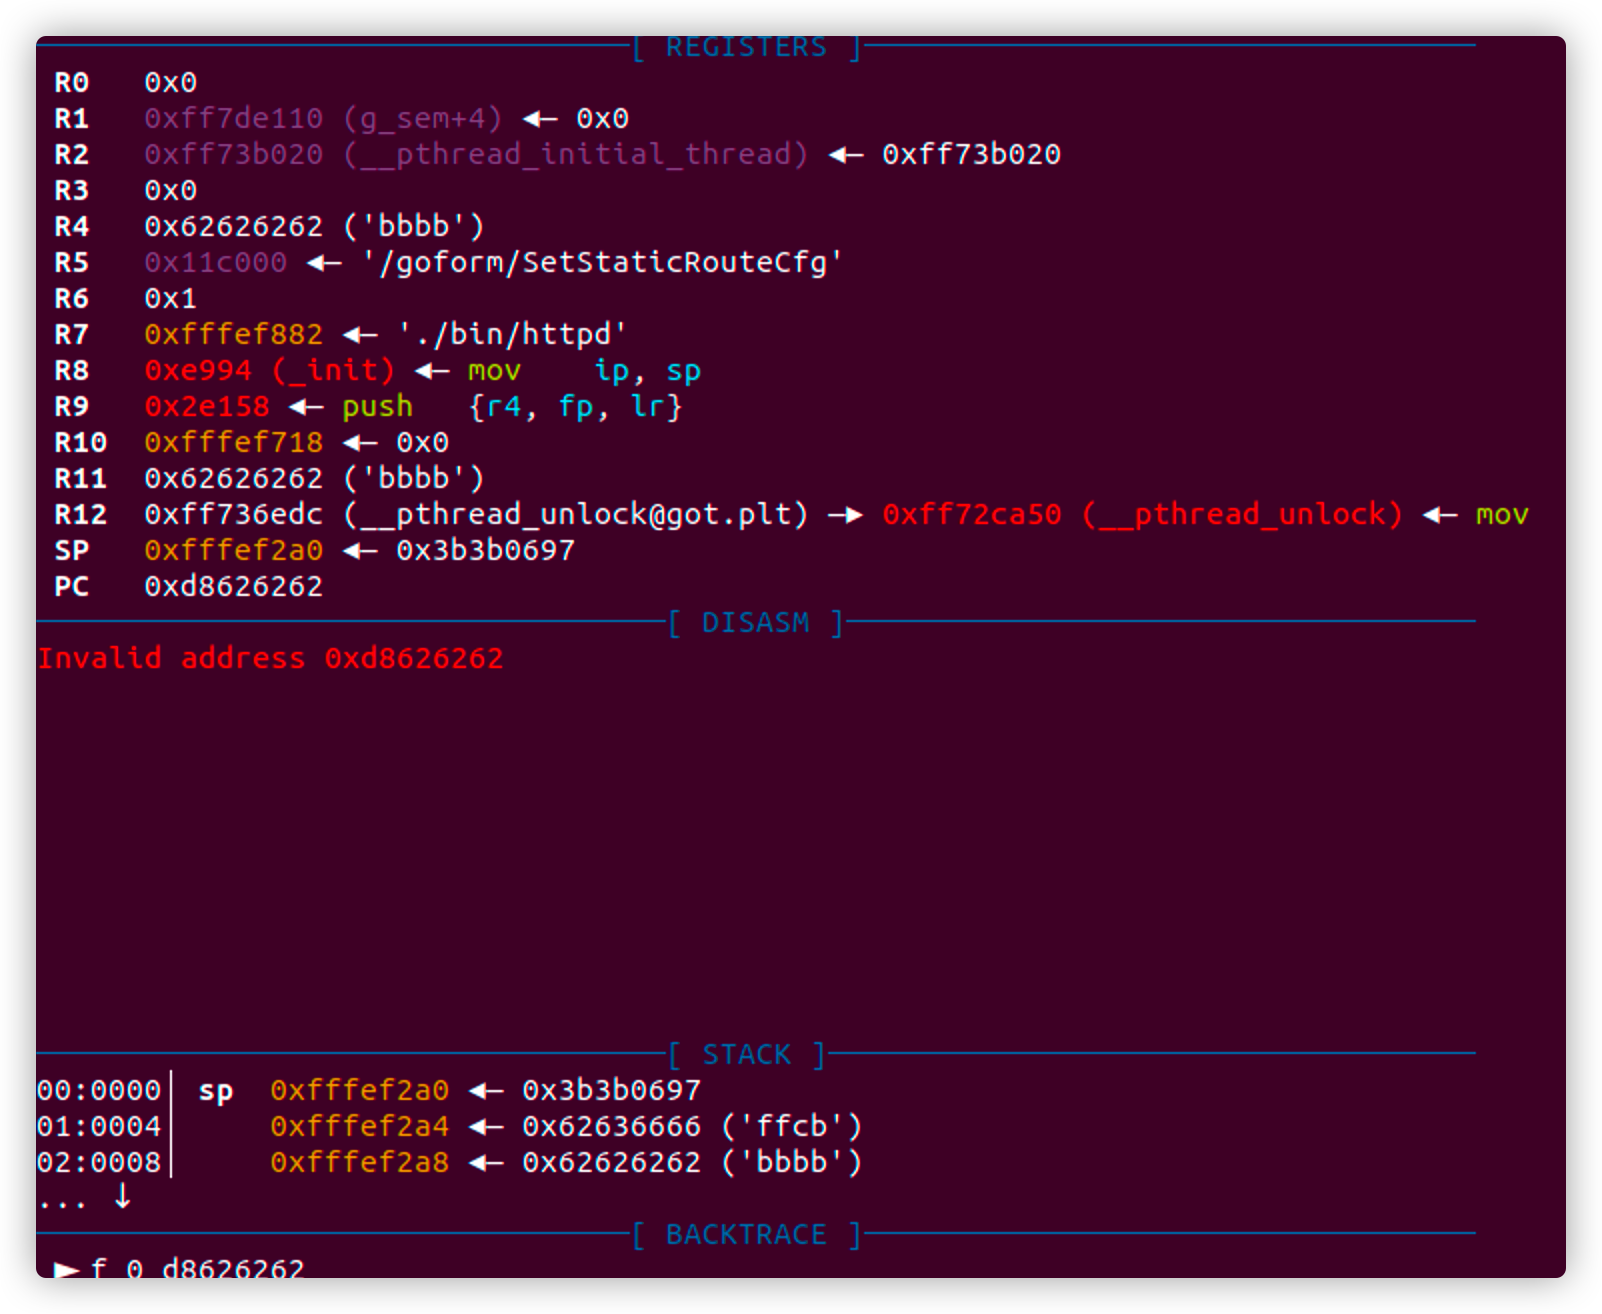 [ REGISTERS ]
R0 0x0
R1 0xff7de110 (g_sem+4) ◂— 0x0
R2 0xff73b020 (__pthread_initial_thread) ◂— 0xff73b020
R3 0x0
R4 0x62626262 ('bbbb')
R5 0x11c000 ◂— '/goform/SetStaticRouteCfg'
R6 0x1
R7 0xfffef882 ◂— './bin/httpd'
R8 0xe994 (_init) ◂— mov ip, sp
R9 0x2e158 ◂— push {r4, fp, lr}
R10 0xfffef718 ◂— 0x0
R11 0x62626262 ('bbbb')
R12 0xff736edc (__pthread_unlock@got.plt) —▸ 0xff72ca50 (__pthread_unlock) ◂— mov
SP 0xfffef2a0 ◂— 0x3b3b0697
PC 0xd8626262
[ DISASM ]
Invalid address 0xd8626262
[ STACK ]
00:0000│ sp 0xfffef2a0 ◂— 0x3b3b0697
01:0004│ 0xfffef2a4 ◂— 0x62636666 ('ffcb')
02:0008│ 0xfffef2a8 ◂— 0x62626262 ('bbbb')
... ↓
[ BACKTRACE ]
► f 0 d8626262